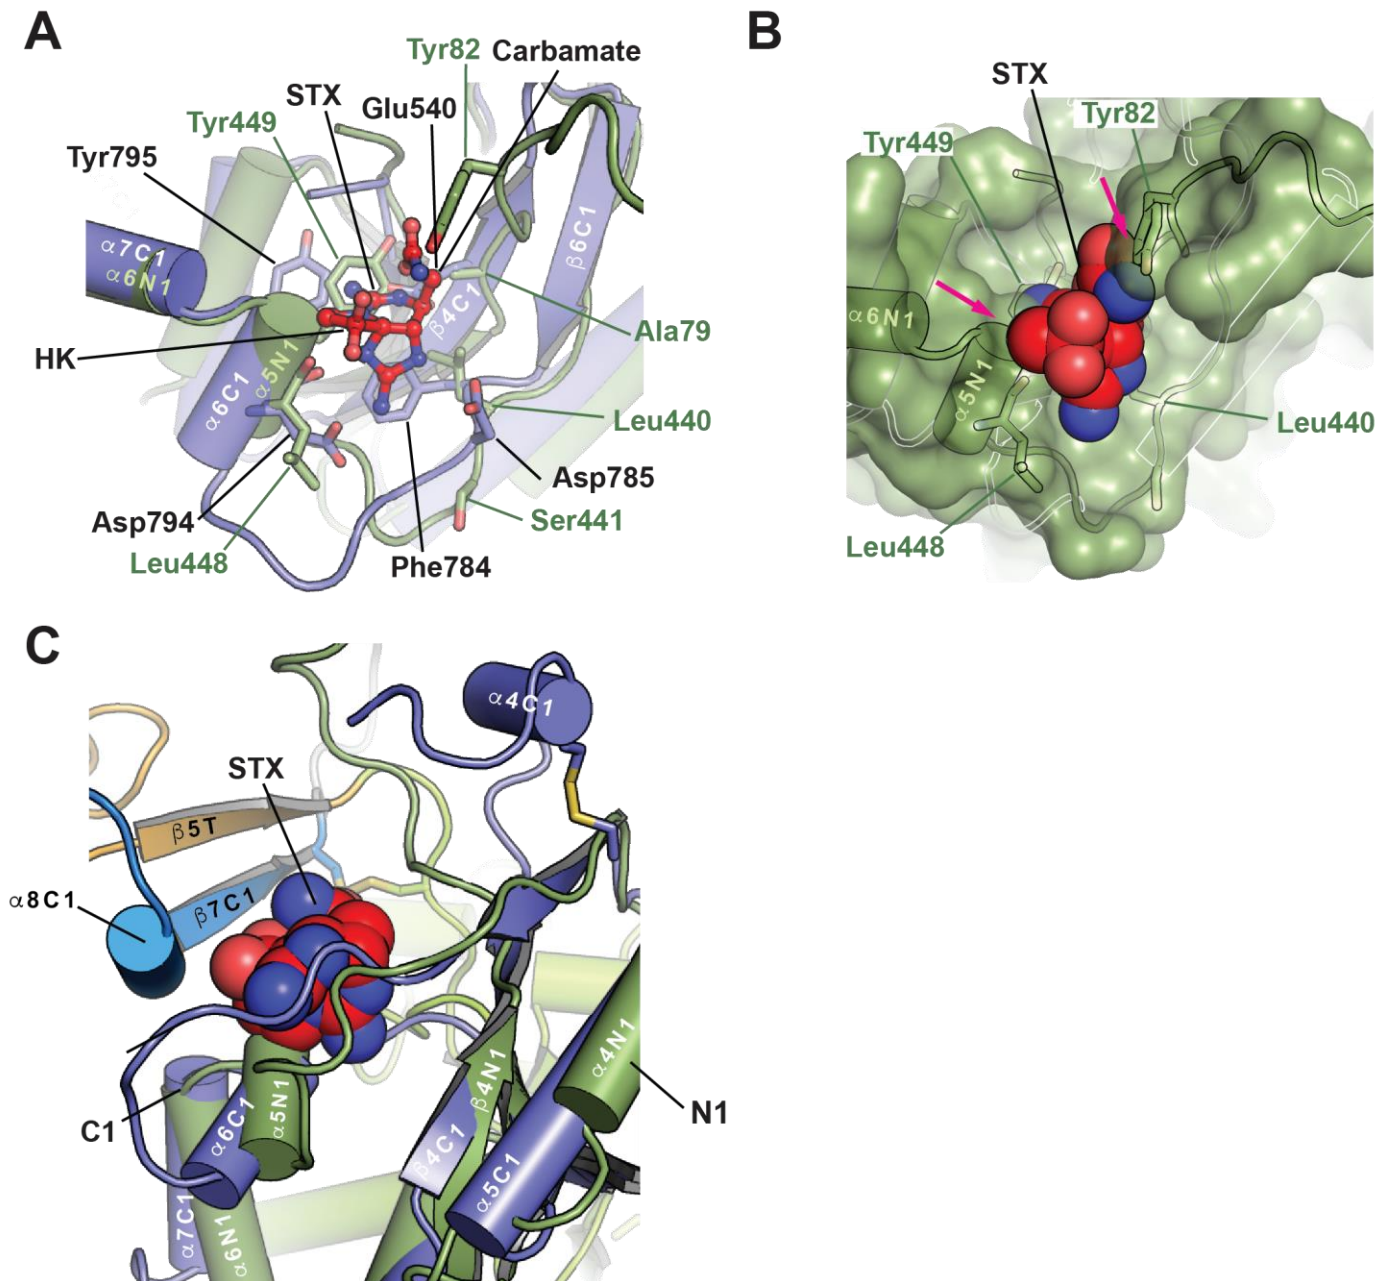 A
Tyr82
Carbamate
STX
Glu540
Tyr449
Tyr795
α7C1
α6N1
β6C1
β4C1
Ala79
HK
α5N1
α6C1
Leu440
Asp785
Asp794
Ser441
Leu448
Phe784
B
STX
Tyr82
Tyr449
α6N1
α5N1
Leu440
Leu448
C
α4C1
STX
β5T
α8C1
β7C1
α4N1
β4N1
α5N1
α6C1
N1
C1
β4C1
α5C1
α7C1
α6N1